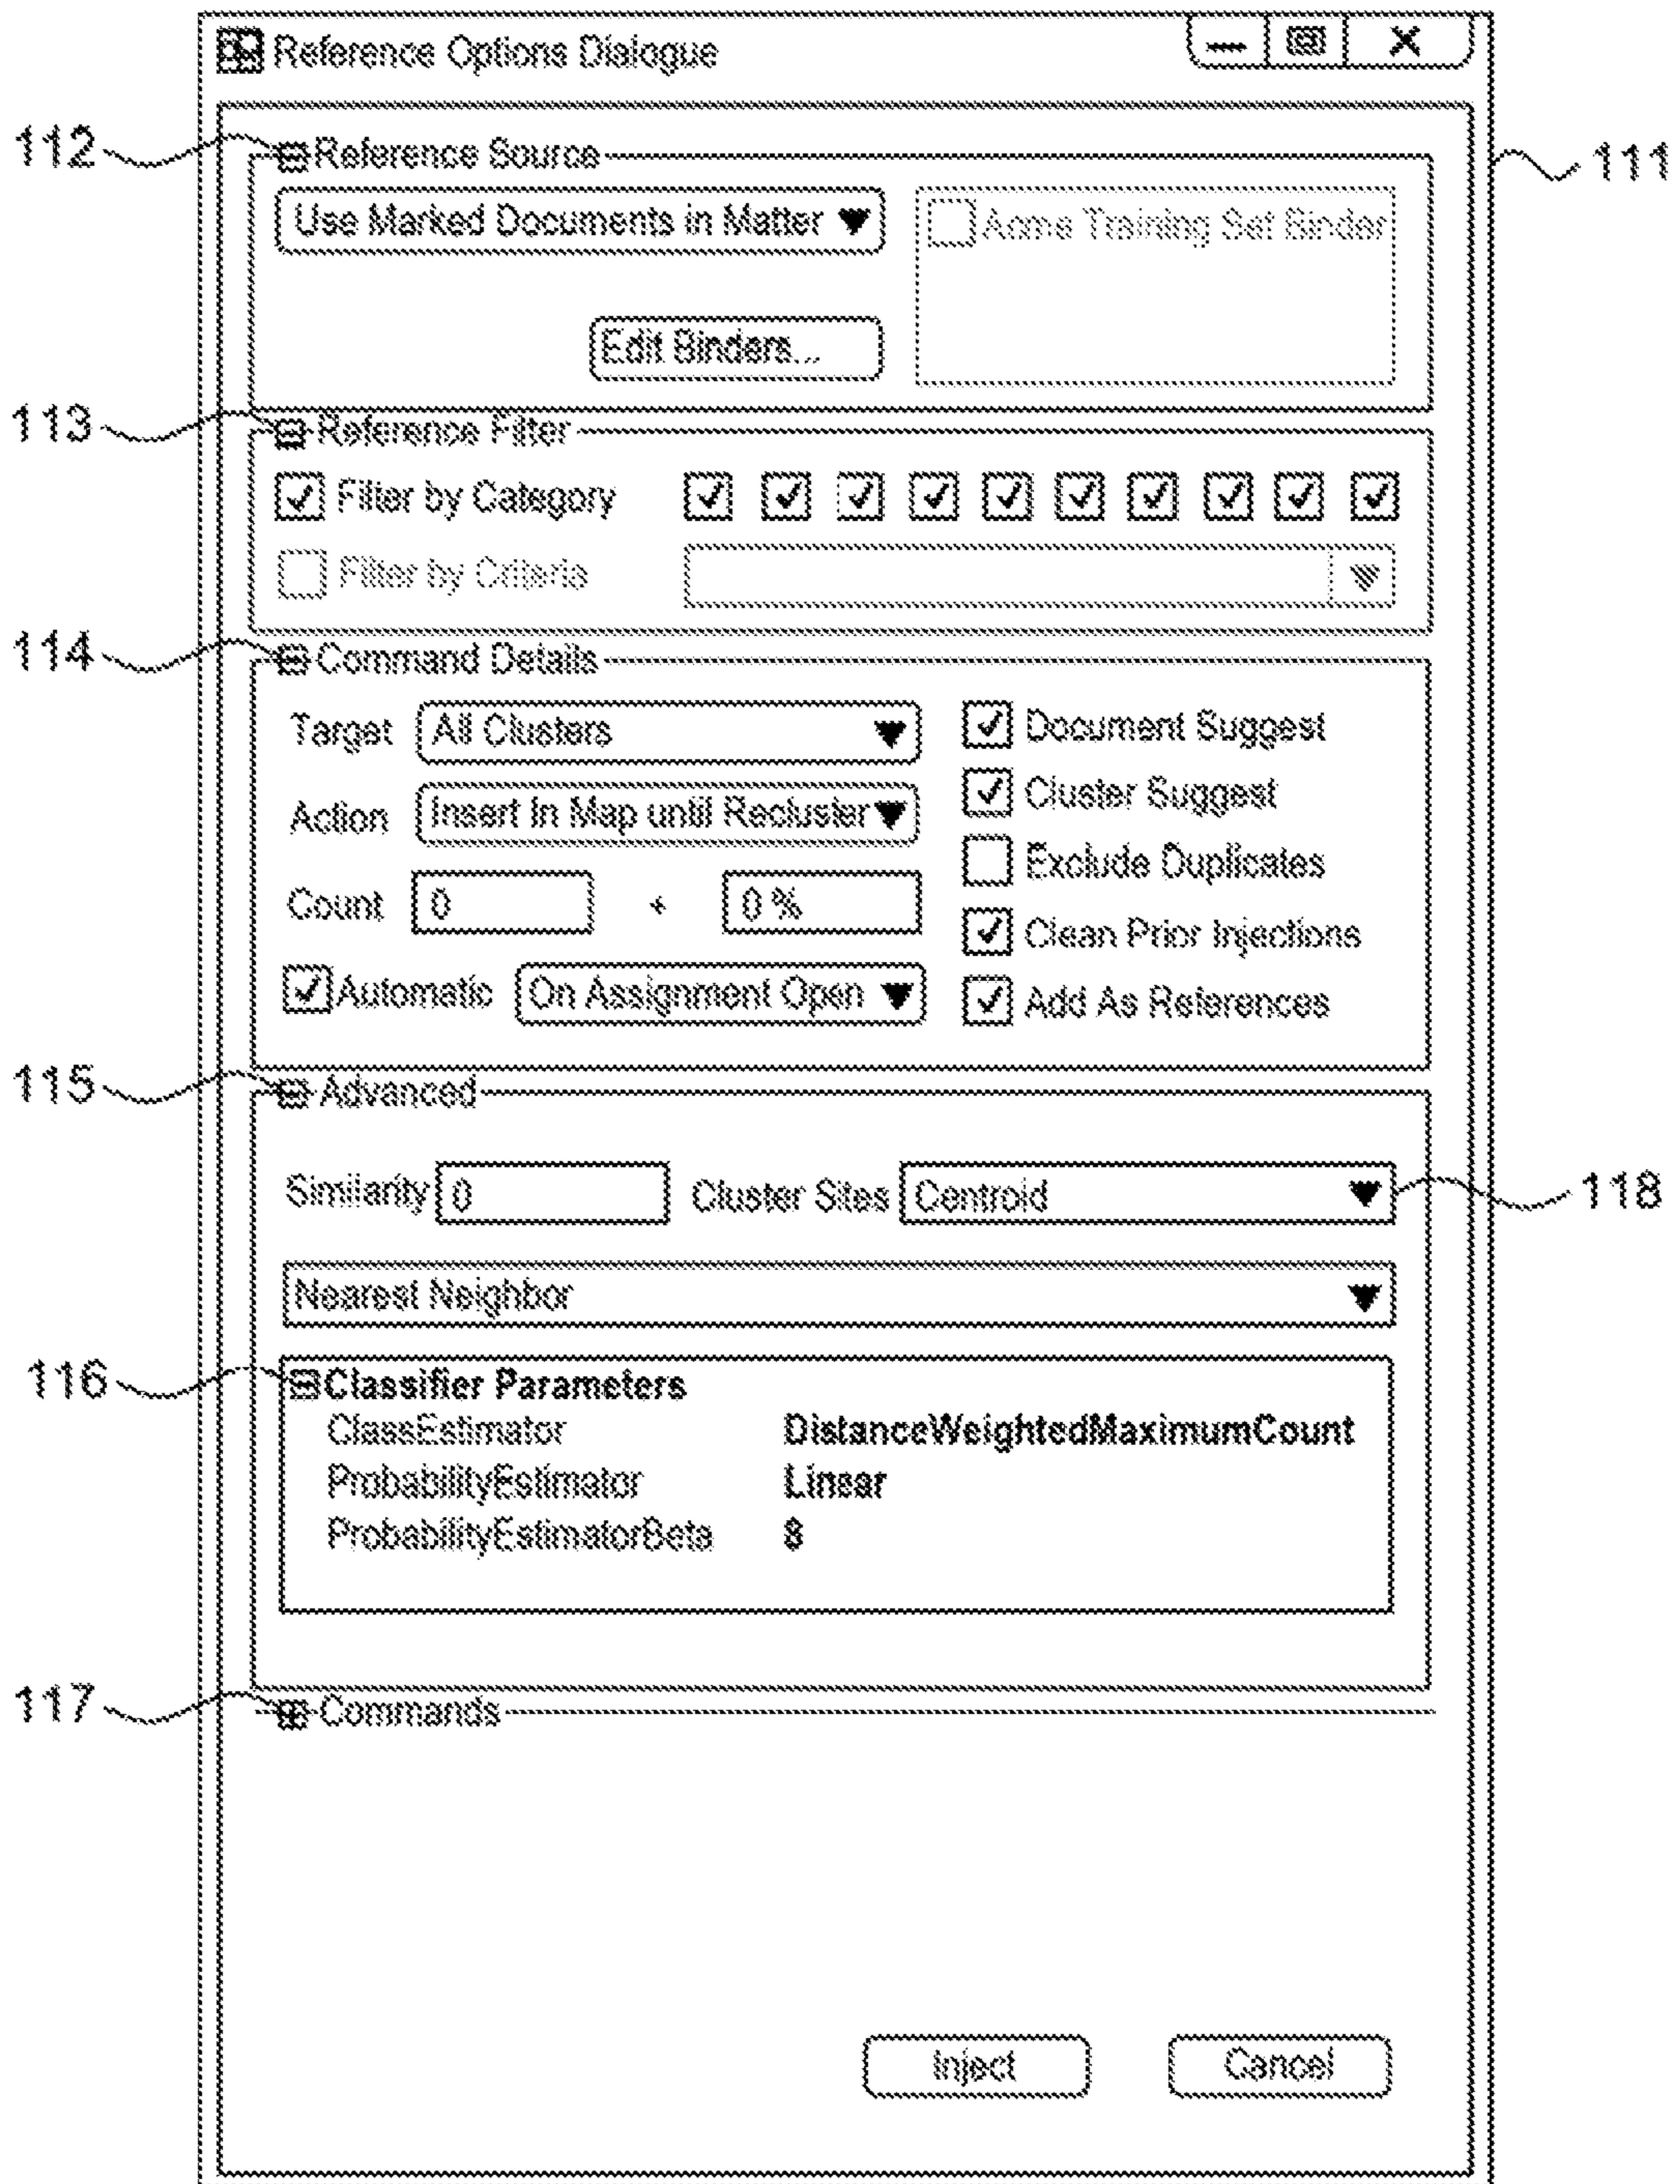 Reference Options Dialogue
112
Reference Source
111
Use Marked Documents in Matter
Acme Training Set Binder
Edit Binders...
113
Reference Filter
Filter by Category
Filter by Criteria
114
Command Details
Target All Clusters Document Suggest
Action Insert In Map until Recluster Cluster Suggest
Exclude Duplicates
Count 0 + 0 %
Clean Prior Injections
Automatic On Assignment Open Add As References
115
Advanced
Similarity 0 Cluster Sites Centroid 118
Nearest Neighbor
116
Classifier Parameters
ClassEstimator DistanceWeightedMaximumCount
ProbabilityEstimator Linear
ProbabilityEstimatorBeta 8
117
Commands
Inject Cancel